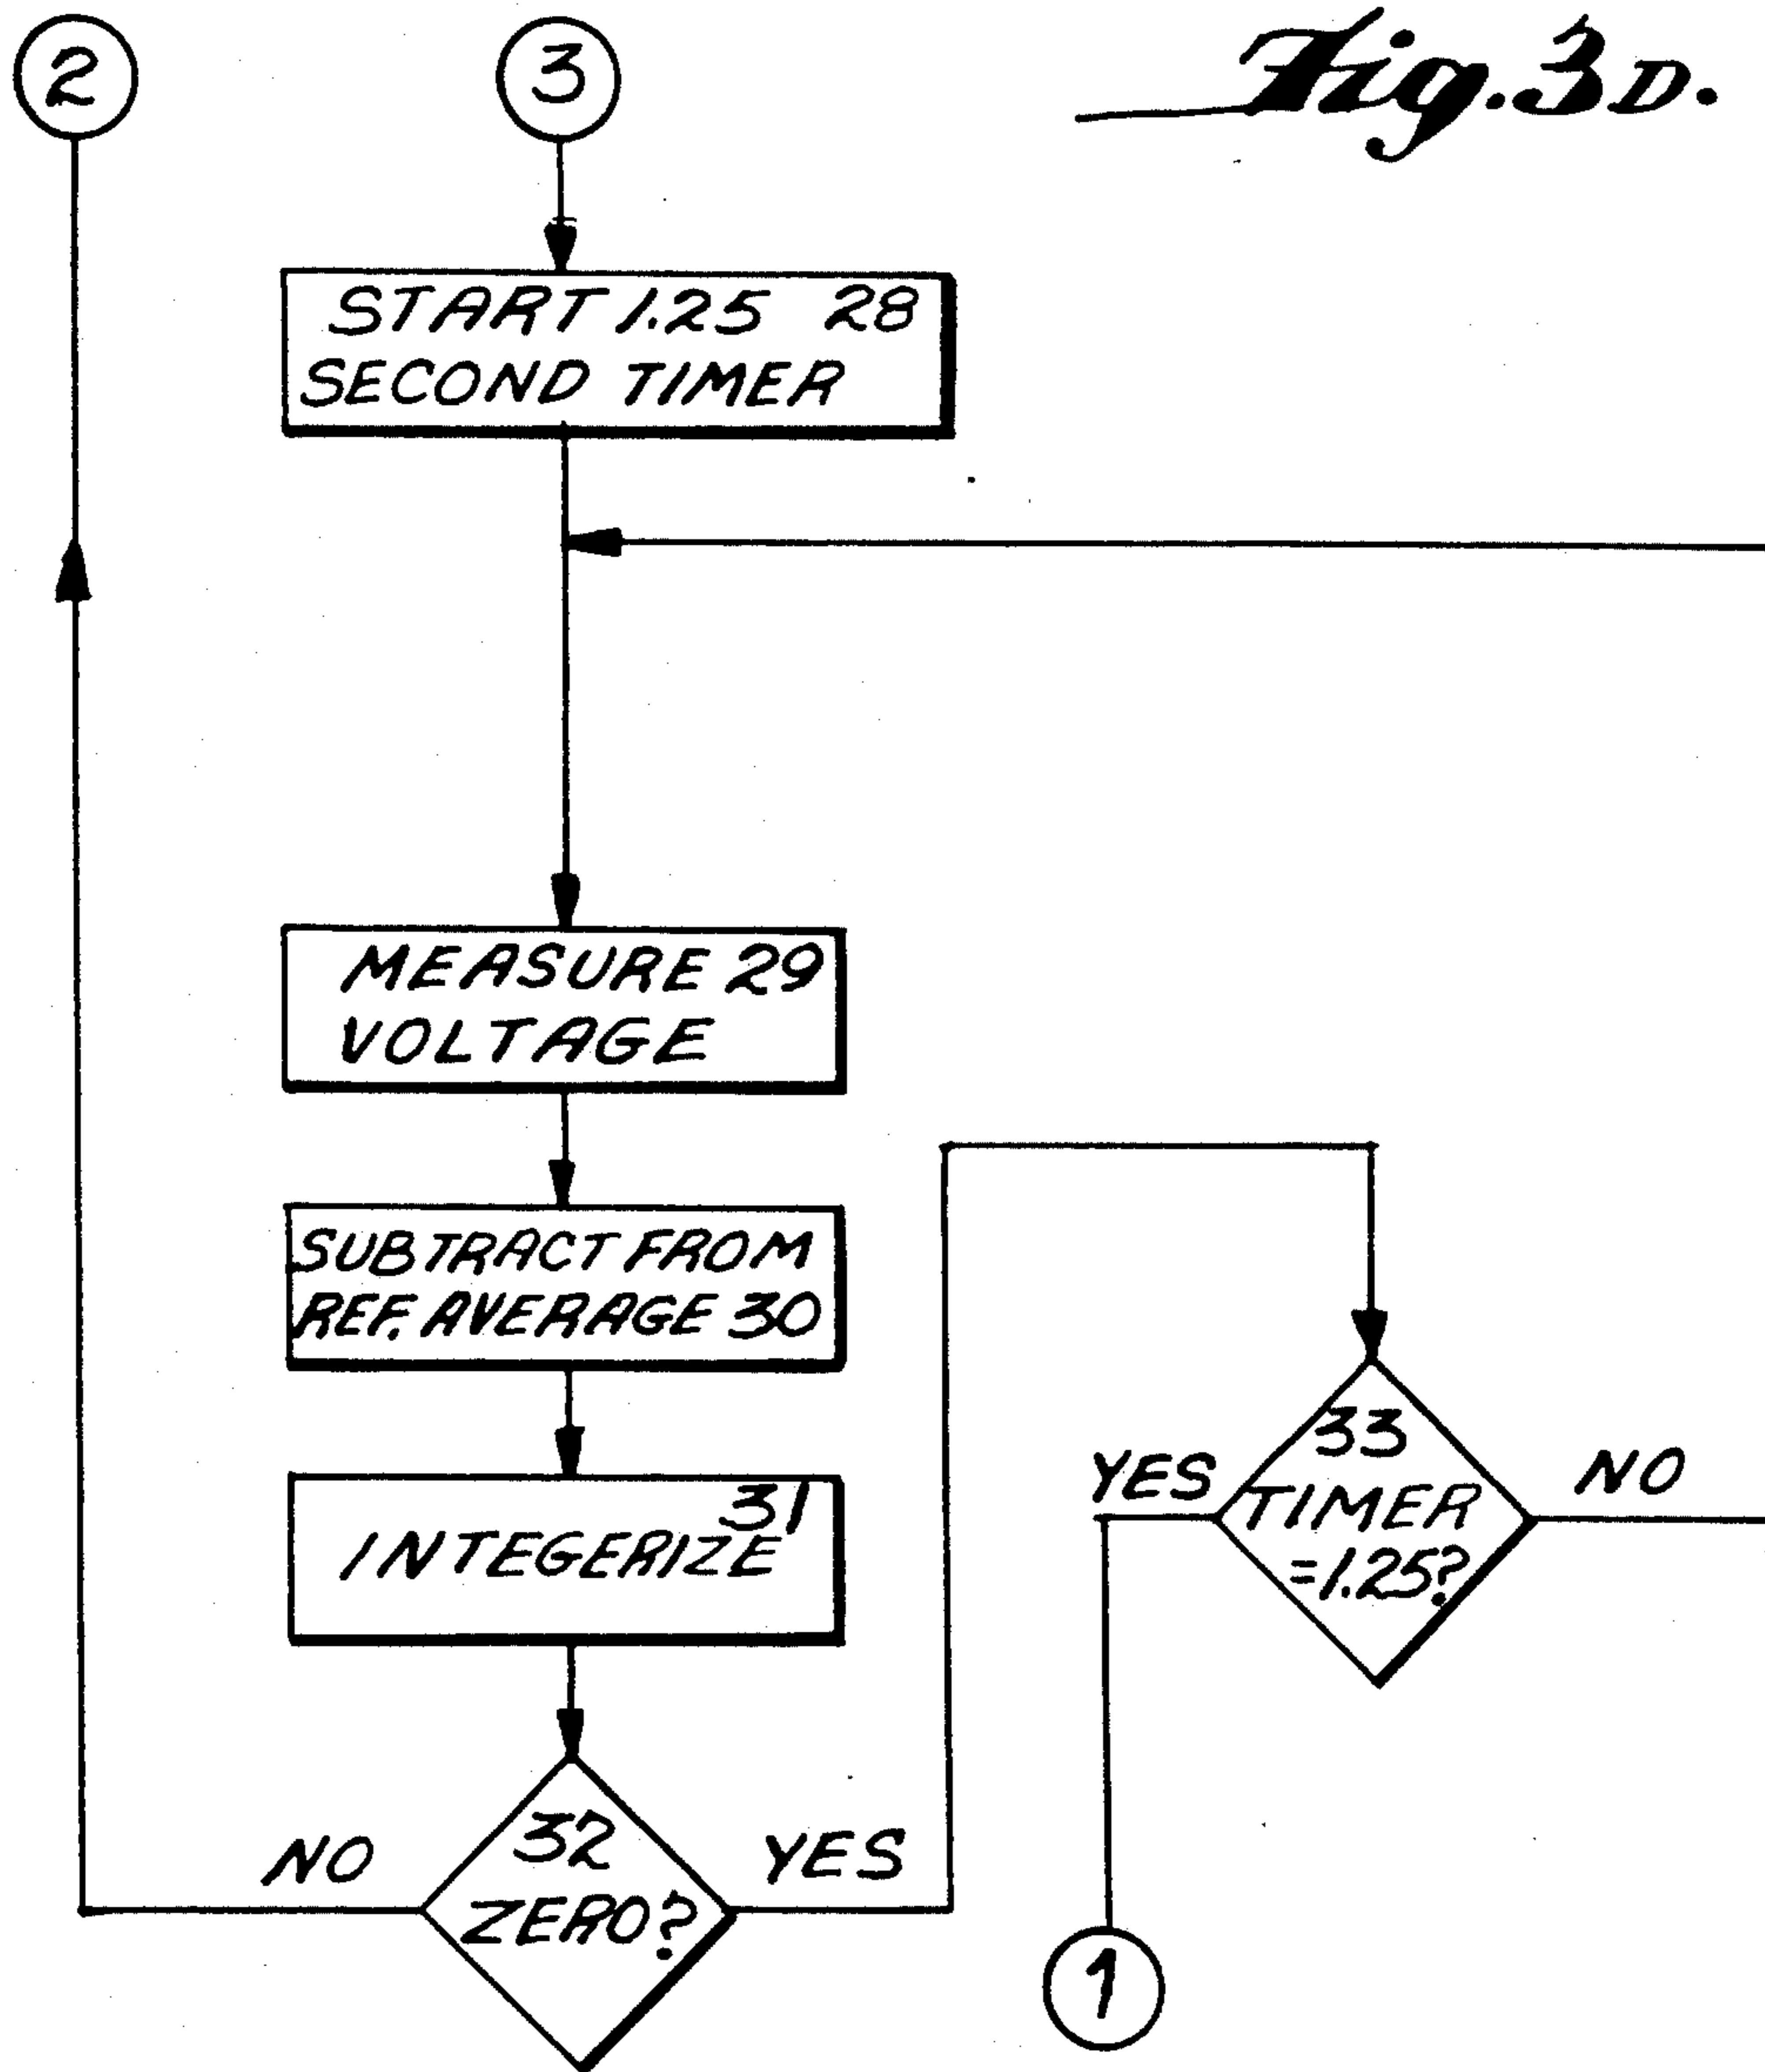 2
3
Fig. 3D.
START 1.25 28
SECOND TIMER
MEASURE 29
VOLTAGE
SUBTRACT FROM
REF. AVERAGE 30
31
INTEGERIZE
32
ZERO?
NO
YES
33
TIMER
=1.25?
YES
NO
1